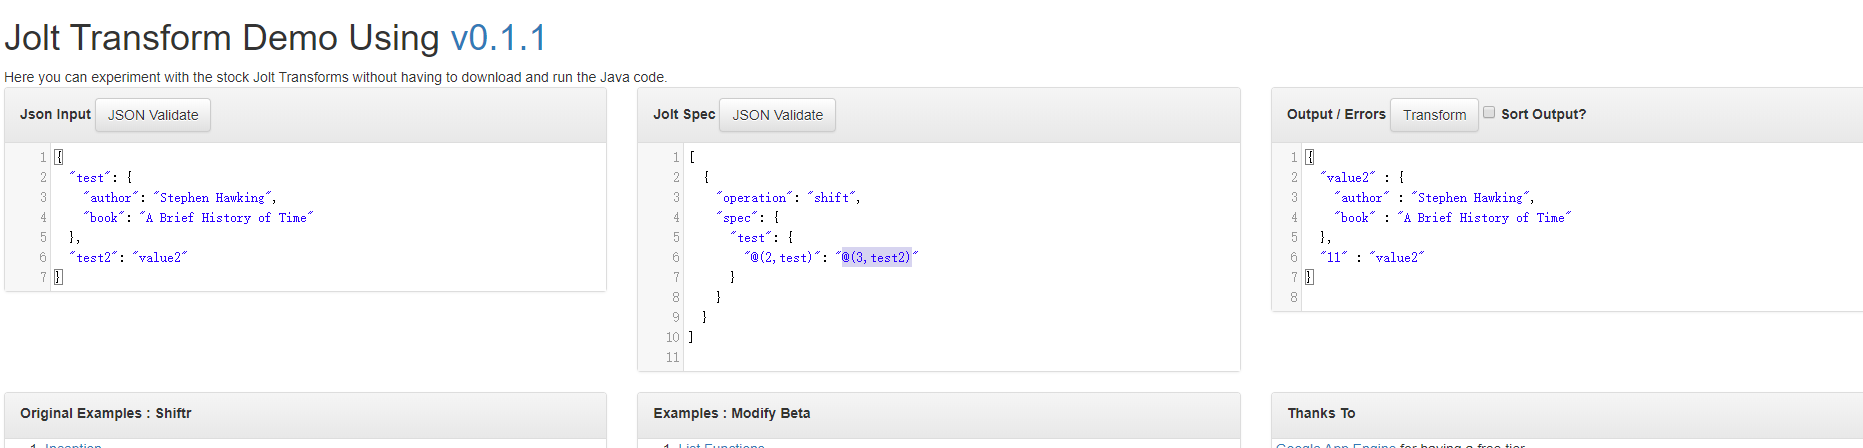 Jolt Transform Demo Using v0.1.1
Here you can experiment with the stock Jolt Transforms without having to download and run the Java code.
Json Input JSON Validate
1 {
2 "test": {
3 "author": "Stephen Hawking",
4 "book": "A Brief History of Time"
5 },
6 "test2": "value2"
7 }
Jolt Spec JSON Validate
1 [
2 {
3 "operation": "shift",
4 "spec": {
5 "test": {
6 "@(2,test)": "@(3,test2)"
7 }
8 }
9 }
10 ]
11
Output / Errors Transform Sort Output?
1 {
2 "value2" : {
3 "author" : "Stephen Hawking",
4 "book" : "A Brief History of Time"
5 },
6 "11" : "value2"
7 }
8
Original Examples : Shiftr
1. Inception
Examples : Modify Beta
1. List Functions
Thanks To
Google App Engine for having a free tier